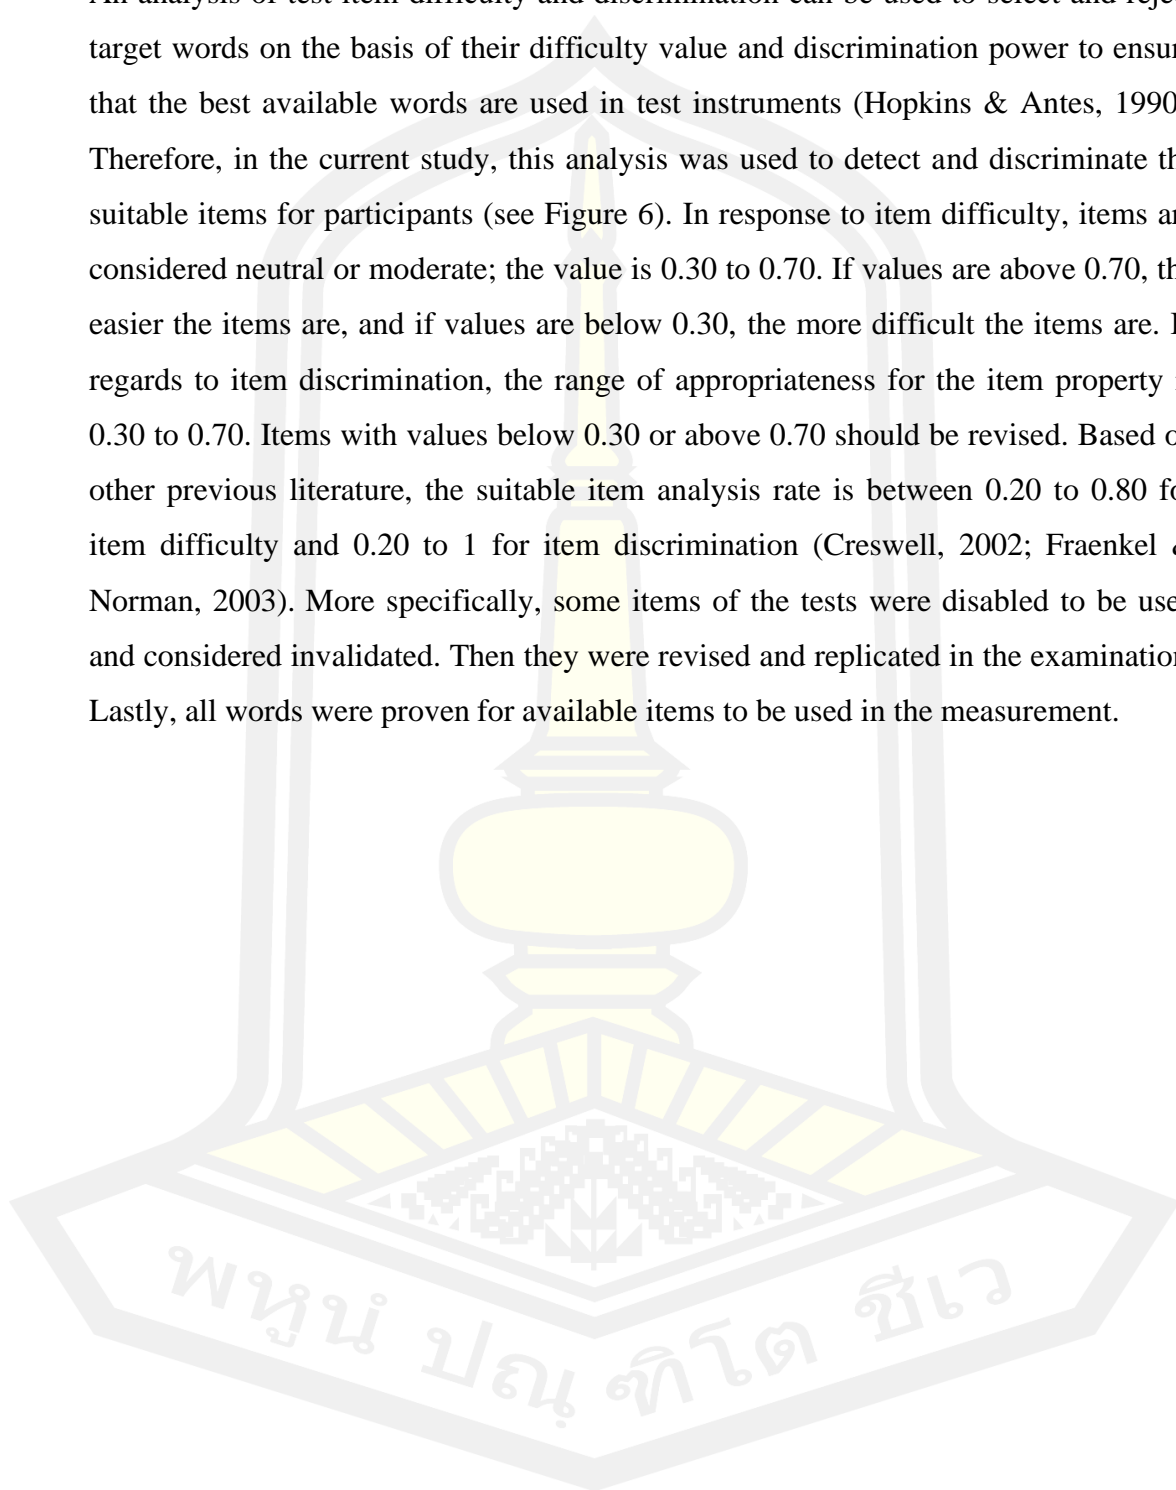 An analysis of test item difficulty and discrimination can be used to select and rejec
target words on the basis of their difficulty value and discrimination power to ensur
that the best available words are used in test instruments (Hopkins & Antes, 1990
Therefore, in the current study, this analysis was used to detect and discriminate th
suitable items for participants (see Figure 6). In response to item difficulty, items ar
considered neutral or moderate; the value is 0.30 to 0.70. If values are above 0.70, th
easier the items are, and if values are below 0.30, the more difficult the items are. I
regards to item discrimination, the range of appropriateness for the item property
0.30 to 0.70. Items with values below 0.30 or above 0.70 should be revised. Based o
other previous literature, the suitable item analysis rate is between 0.20 to 0.80 fo
item difficulty and 0.20 to 1 for item discrimination (Creswell, 2002; Fraenkel
Norman, 2003). More specifically, some items of the tests were disabled to be use
and considered invalidated. Then they were revised and replicated in the examination
Lastly, all words were proven for available items to be used in the measurement.
พหูนํ ปณฺฑิโต ชีเว